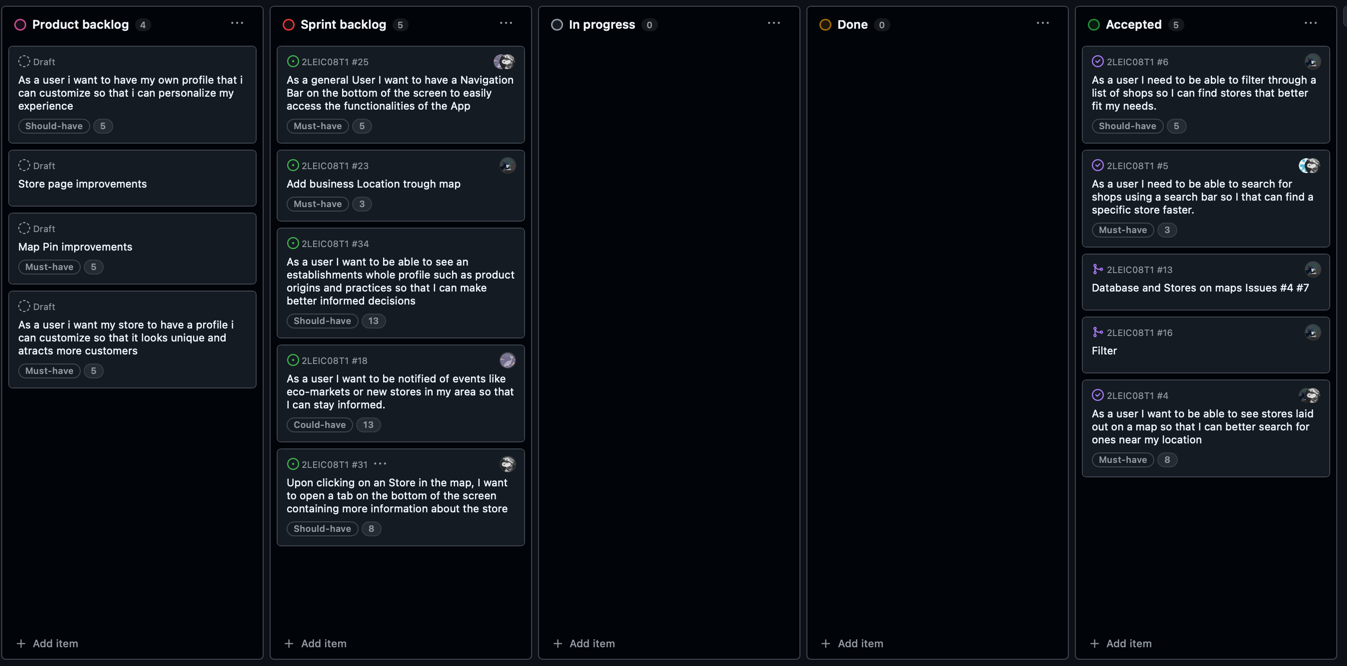 Product backlog 4 ...
Draft
As a user i want to have my own profile that i
can customize so that i can personalize my
experience
Should-have 5
Draft
Store page improvements
Draft
Map Pin improvements
Must-have 5
Draft
As a user i want my store to have a profile i
can customize so that it looks unique and
atracts more customers
Must-have 5
+ Add item
Sprint backlog 5 ...
2LEIC08T1 #25
As a general User I want to have a Navigation
Bar on the bottom of the screen to easily
access the functionalities of the App
Must-have 5
2LEIC08T1 #23
Add business Location trough map
Must-have 3
2LEIC08T1 #34
As a user I want to be able to see an
establishments whole profile such as product
origins and practices so that I can make
better informed decisions
Should-have 13
2LEIC08T1 #18
As a user I want to be notified of events like
eco-markets or new stores in my area so that
I can stay informed.
Could-have 13
2LEIC08T1 #31 ...
Upon clicking on an Store in the map, I want
to open a tab on the bottom of the screen
containing more information about the store
Should-have 8
+ Add item
In progress 0 ...
+ Add item
Done 0 ...
+ Add item
Accepted 5 ...
2LEIC08T1 #6
As a user I need to be able to filter through a
list of shops so I can find stores that better
fit my needs.
Should-have 5
2LEIC08T1 #5
As a user I need to be able to search for
shops using a search bar so I that can find a
specific store faster.
Must-have 3
2LEIC08T1 #13
Database and Stores on maps Issues #4 #7
2LEIC08T1 #16
Filter
2LEIC08T1 #4
As a user I want to be able to see stores laid
out on a map so that I can better search for
ones near my location
Must-have 8
+ Add item